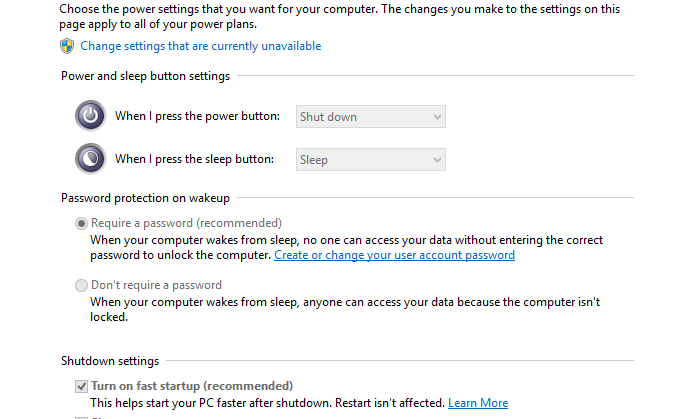 Choose the power settings that you want for your computer. The changes you make to the settings on this
page apply to all of your power plans.
Change settings that are currently unavailable
Power and sleep button settings
When I press the power button: Shut down
When I press the sleep button: Sleep
Password protection on wakeup
Require a password (recommended)
When your computer wakes from sleep, no one can access your data without entering the correct
password to unlock the computer. Create or change your user account password
Don't require a password
When your computer wakes from sleep, anyone can access your data because the computer isn't
locked.
Shutdown settings
Turn on fast startup (recommended)
This helps start your PC faster after shutdown. Restart isn't affected. Learn More